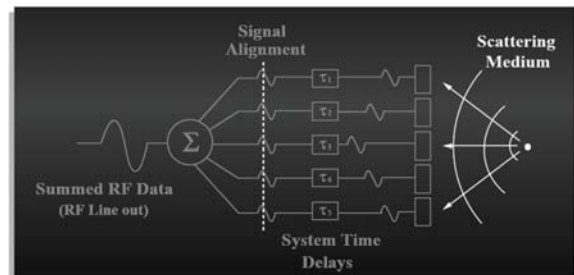 Signal
Alignment
Scattering
Medium
τ1
τ2
τ3
τ4
τ5
Σ
Summed RF Data
(RF Line out)
System Time
Delays